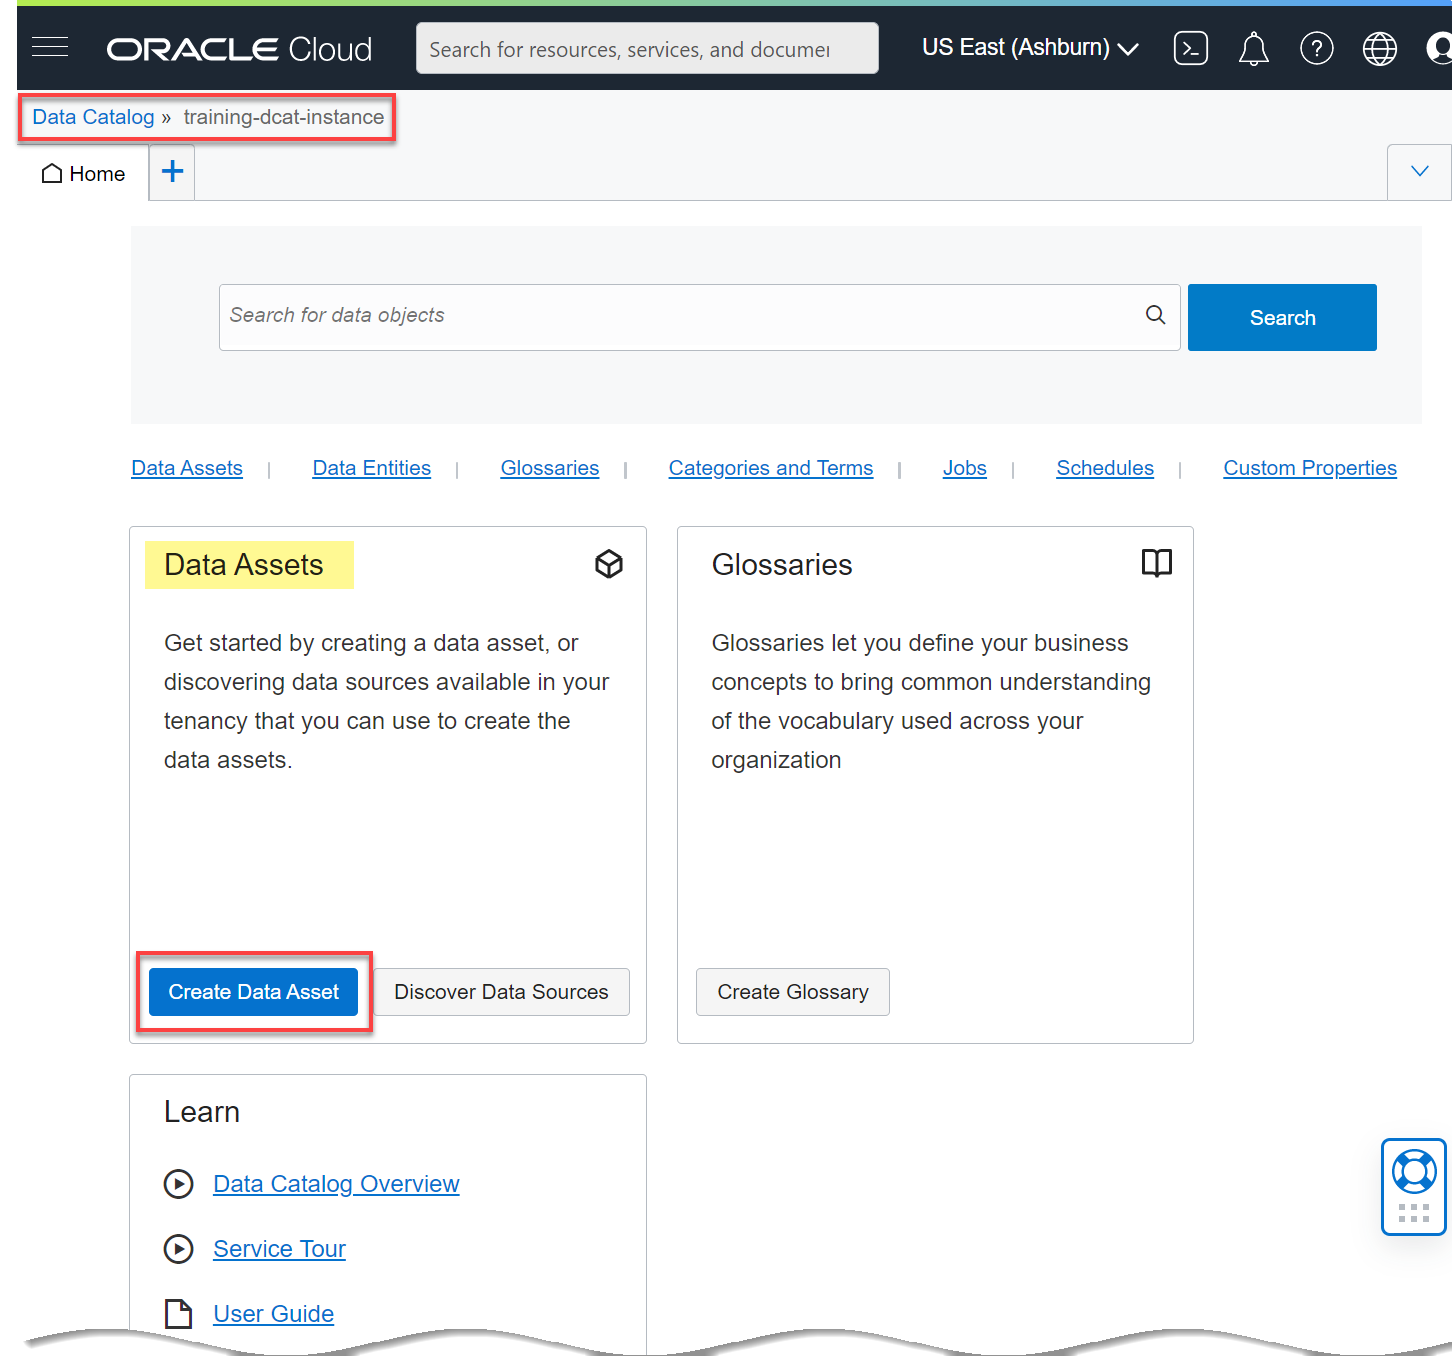 ORACLE Cloud
Search for resources, services, and documer
US East (Ashburn)
Data Catalog » training-dcat-instance
Home
+
Search for data objects
Search
Data Assets | Data Entities | Glossaries | Categories and Terms | Jobs | Schedules | Custom Properties
Data Assets
Get started by creating a data asset, or
discovering data sources available in your
tenancy that you can use to create the
data assets.
Create Data Asset
Discover Data Sources
Glossaries
Glossaries let you define your business
concepts to bring common understanding
of the vocabulary used across your
organization
Create Glossary
Learn
Data Catalog Overview
Service Tour
User Guide